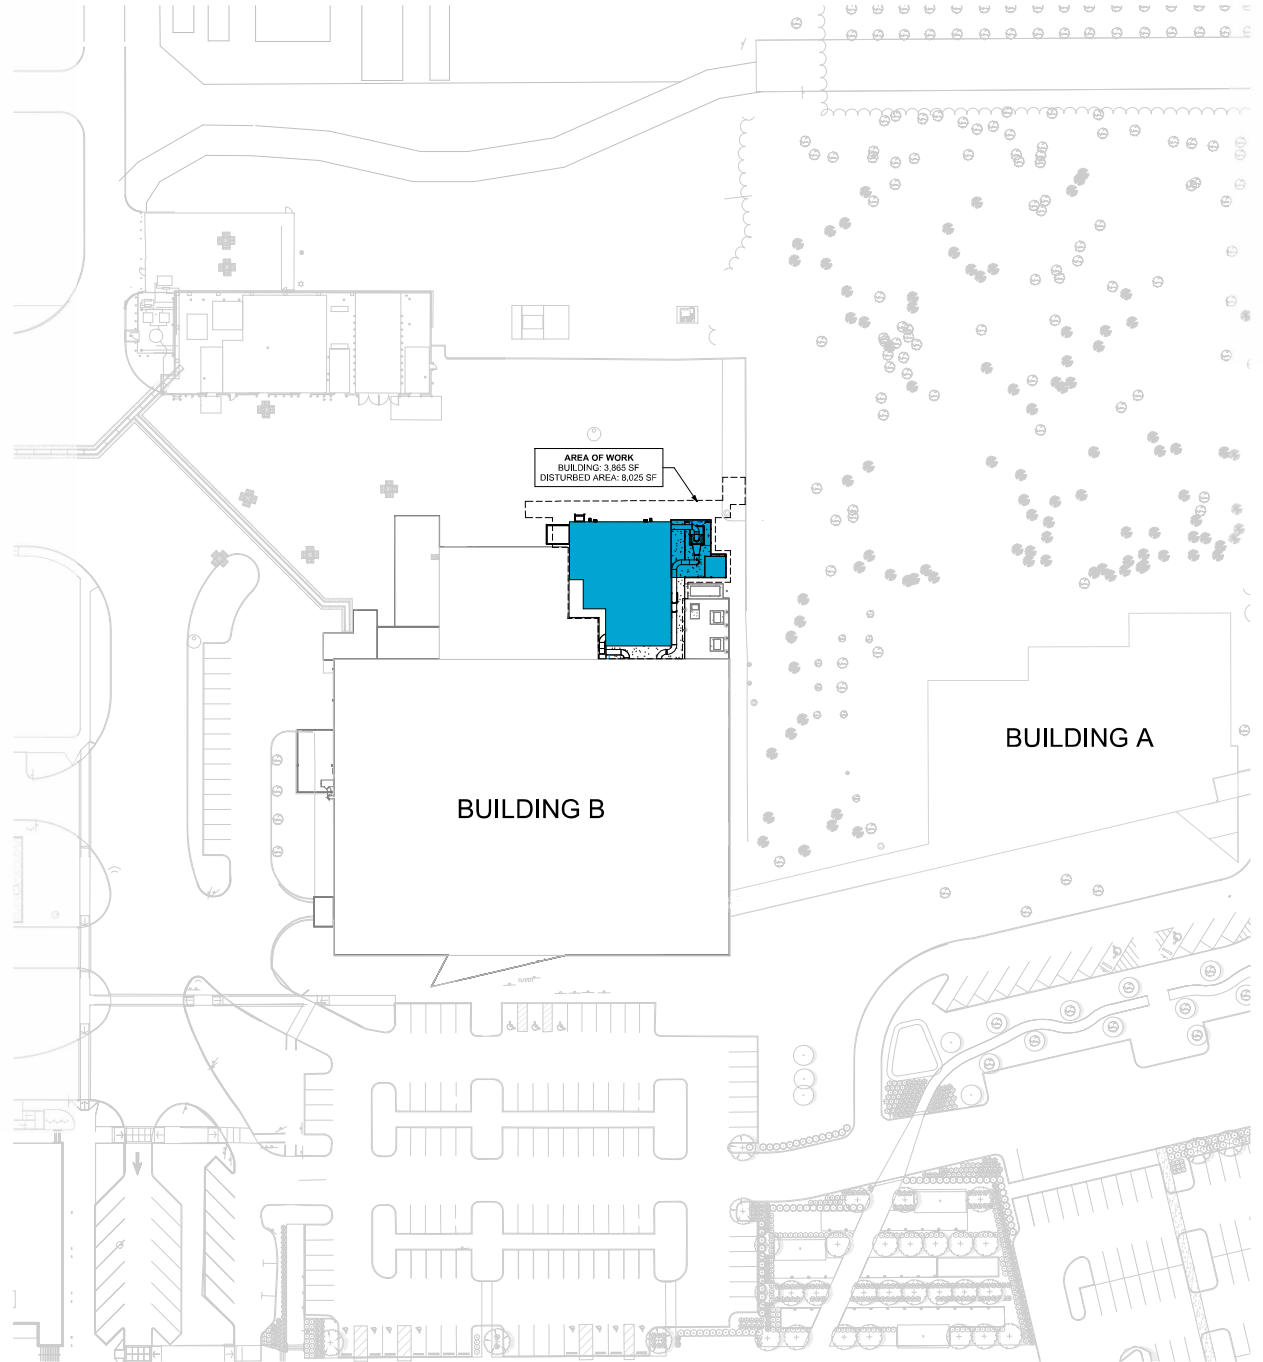 AREA OF WORK
BUILDING: 3,865 SF
DISTURBED AREA: 8,025 SF
BUILDING A
BUILDING B